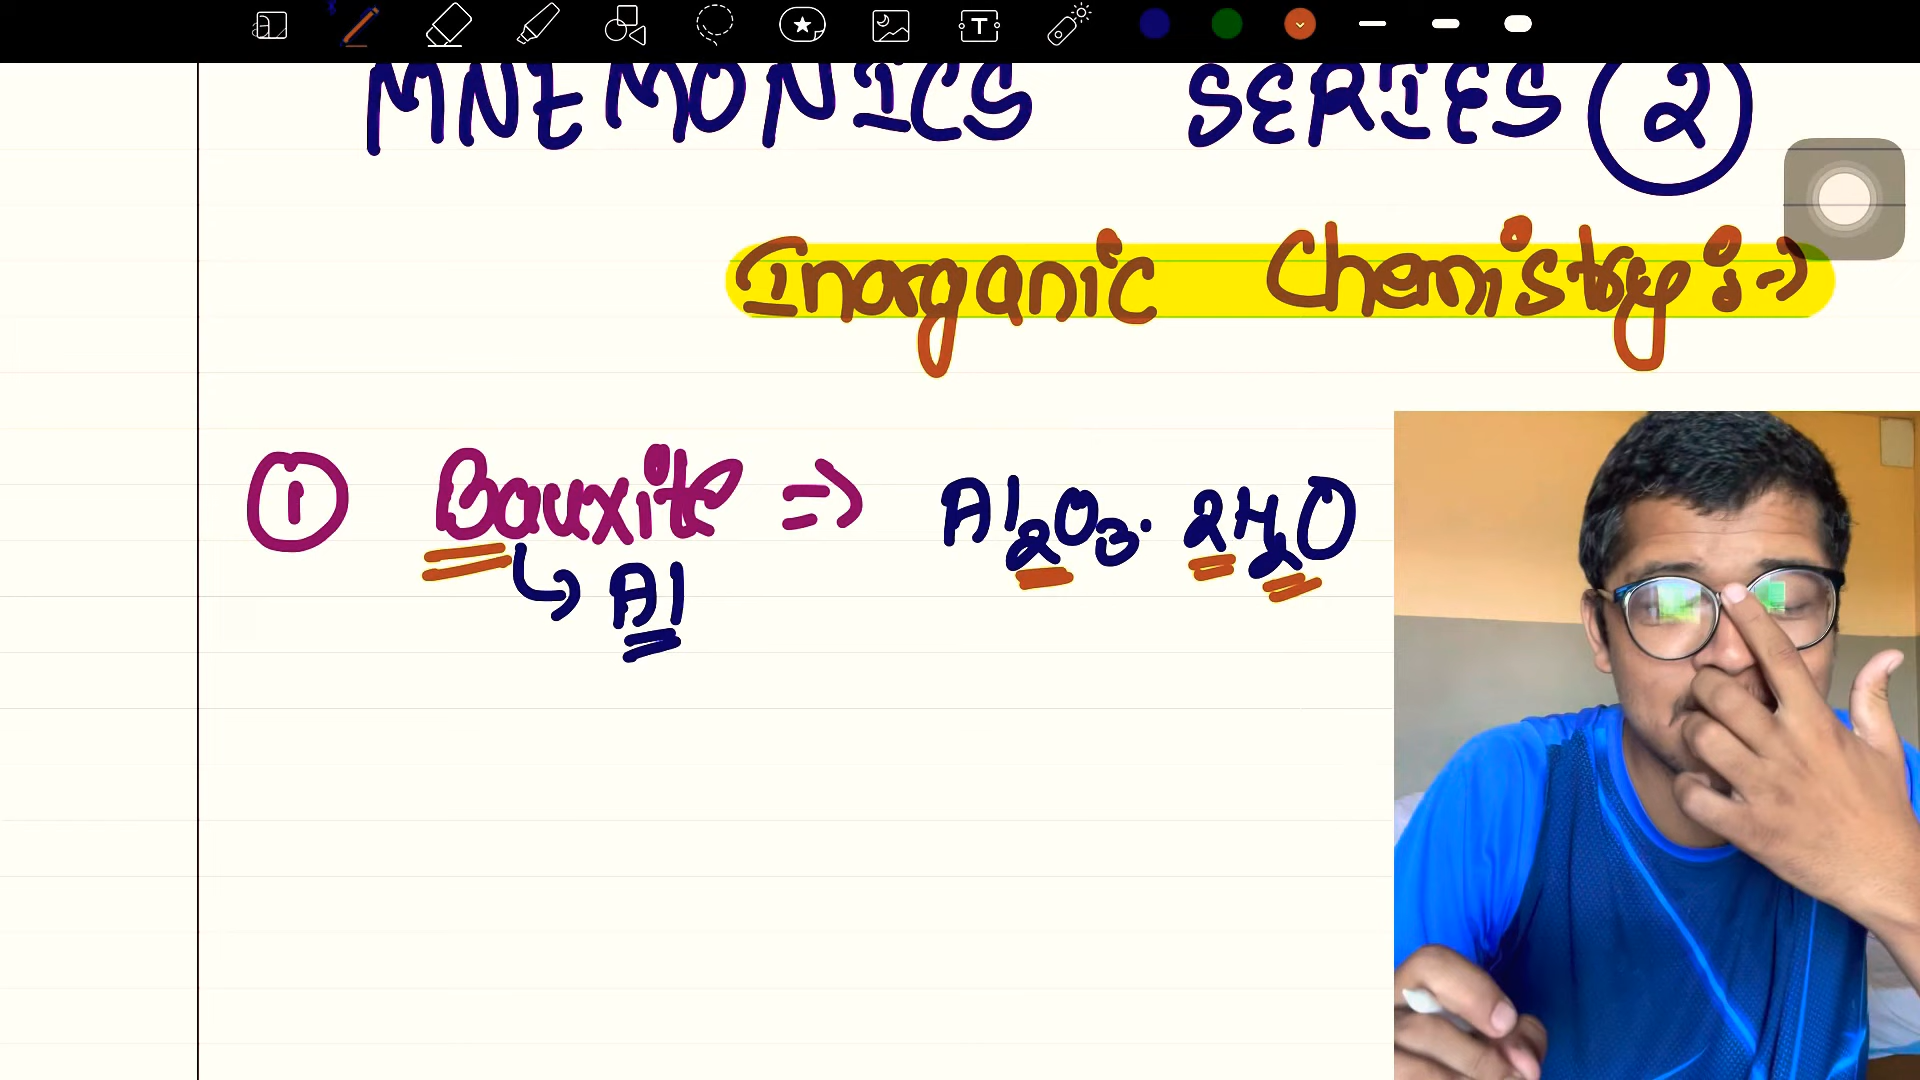 MNEMONICS SERIES 2
Inorganic Chemistry :-)
1 Bauxite => Al2O3. 2H2O
Al